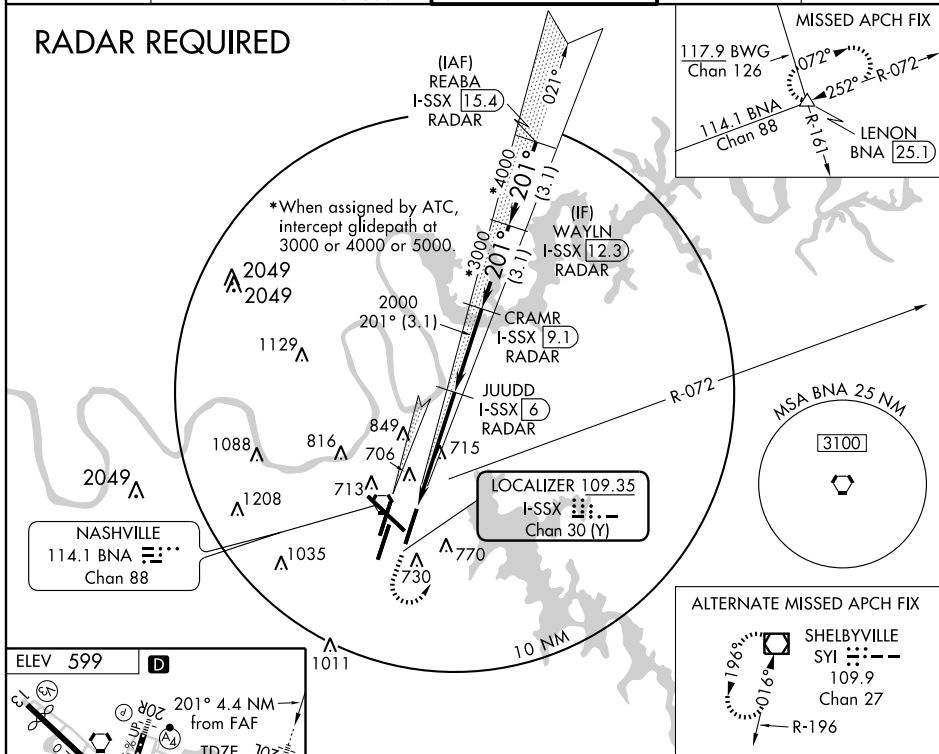 RADAR REQUIRED
(IAF)
REABA
I-SSX 15.4
RADAR
021°
*4000
201°
(3.1)
*When assigned by ATC,
intercept glidepath at
3000 or 4000 or 5000.
(IF)
WAYLN
I-SSX 12.3
RADAR
*3000
201°
(3.1)
2000
201° (3.1)
CRAMR
I-SSX 9.1
RADAR
JUUDD
I-SSX 6
RADAR
2049
2049
1129
1088
816
849
706
715
713
2049
1208
1035
730
770
1011
10 NM
R-072
NASHVILLE
114.1 BNA
Chan 88
LOCALIZER 109.35
I-SSX
Chan 30 (Y)
MISSED APCH FIX
117.9 BWG
Chan 126
072°
252°
R-072
114.1 BNA
Chan 88
R-161
LENON
BNA 25.1
MSA BNA 25 NM
3100
ALTERNATE MISSED APCH FIX
SHELBYVILLE
SYI
109.9
Chan 27
196°
016°
R-196
ELEV 599
D
201° 4.4 NM
from FAF
TDZE
13
V5
P
20R
% UP
A4